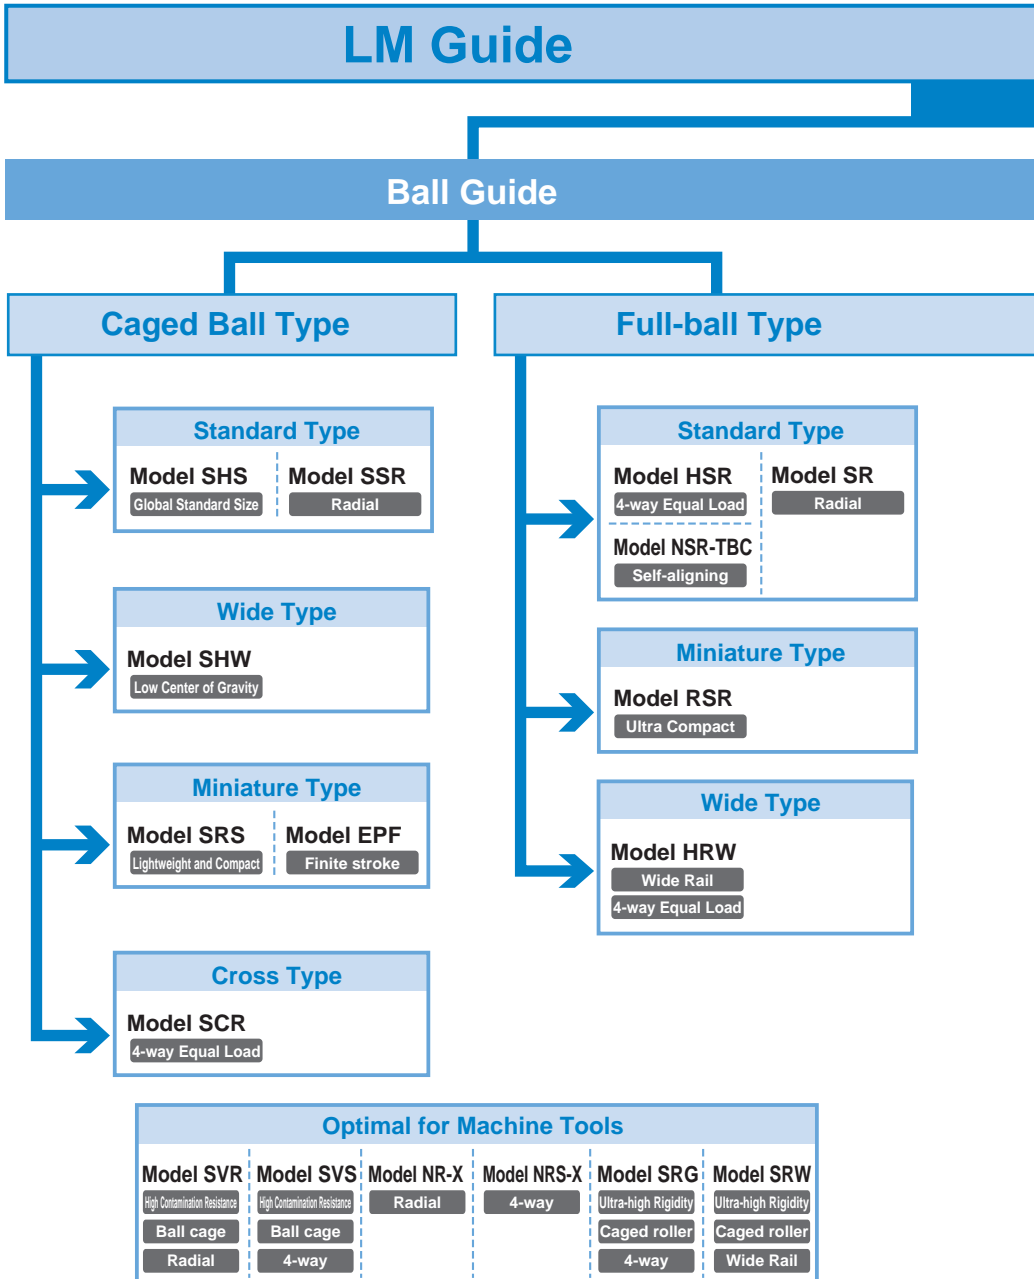 LM Guide
Ball Guide
Caged Ball Type
Standard Type
Model SHS
Global Standard Size
Model SSR
Radial
Wide Type
Model SHW
Low Center of Gravity
Miniature Type
Model SRS
Lightweight and Compact
Model EPF
Finite stroke
Cross Type
Model SCR
4-way Equal Load
Full-ball Type
Standard Type
Model HSR
4-way Equal Load
Model NSR-TBC
Self-aligning
Model SR
Radial
Miniature Type
Model RSR
Ultra Compact
Wide Type
Model HRW
Wide Rail
4-way Equal Load
Optimal for Machine Tools
Model SVR
High Contamination Resistance
Ball cage
Radial
Model SVS
High Contamination Resistance
Ball cage
4-way
Model NR-X
Radial
Model NRS-X
4-way
Model SRG
Ultra-high Rigidity
Caged roller
4-way
Model SRW
Ultra-high Rigidity
Caged roller
Wide Rail